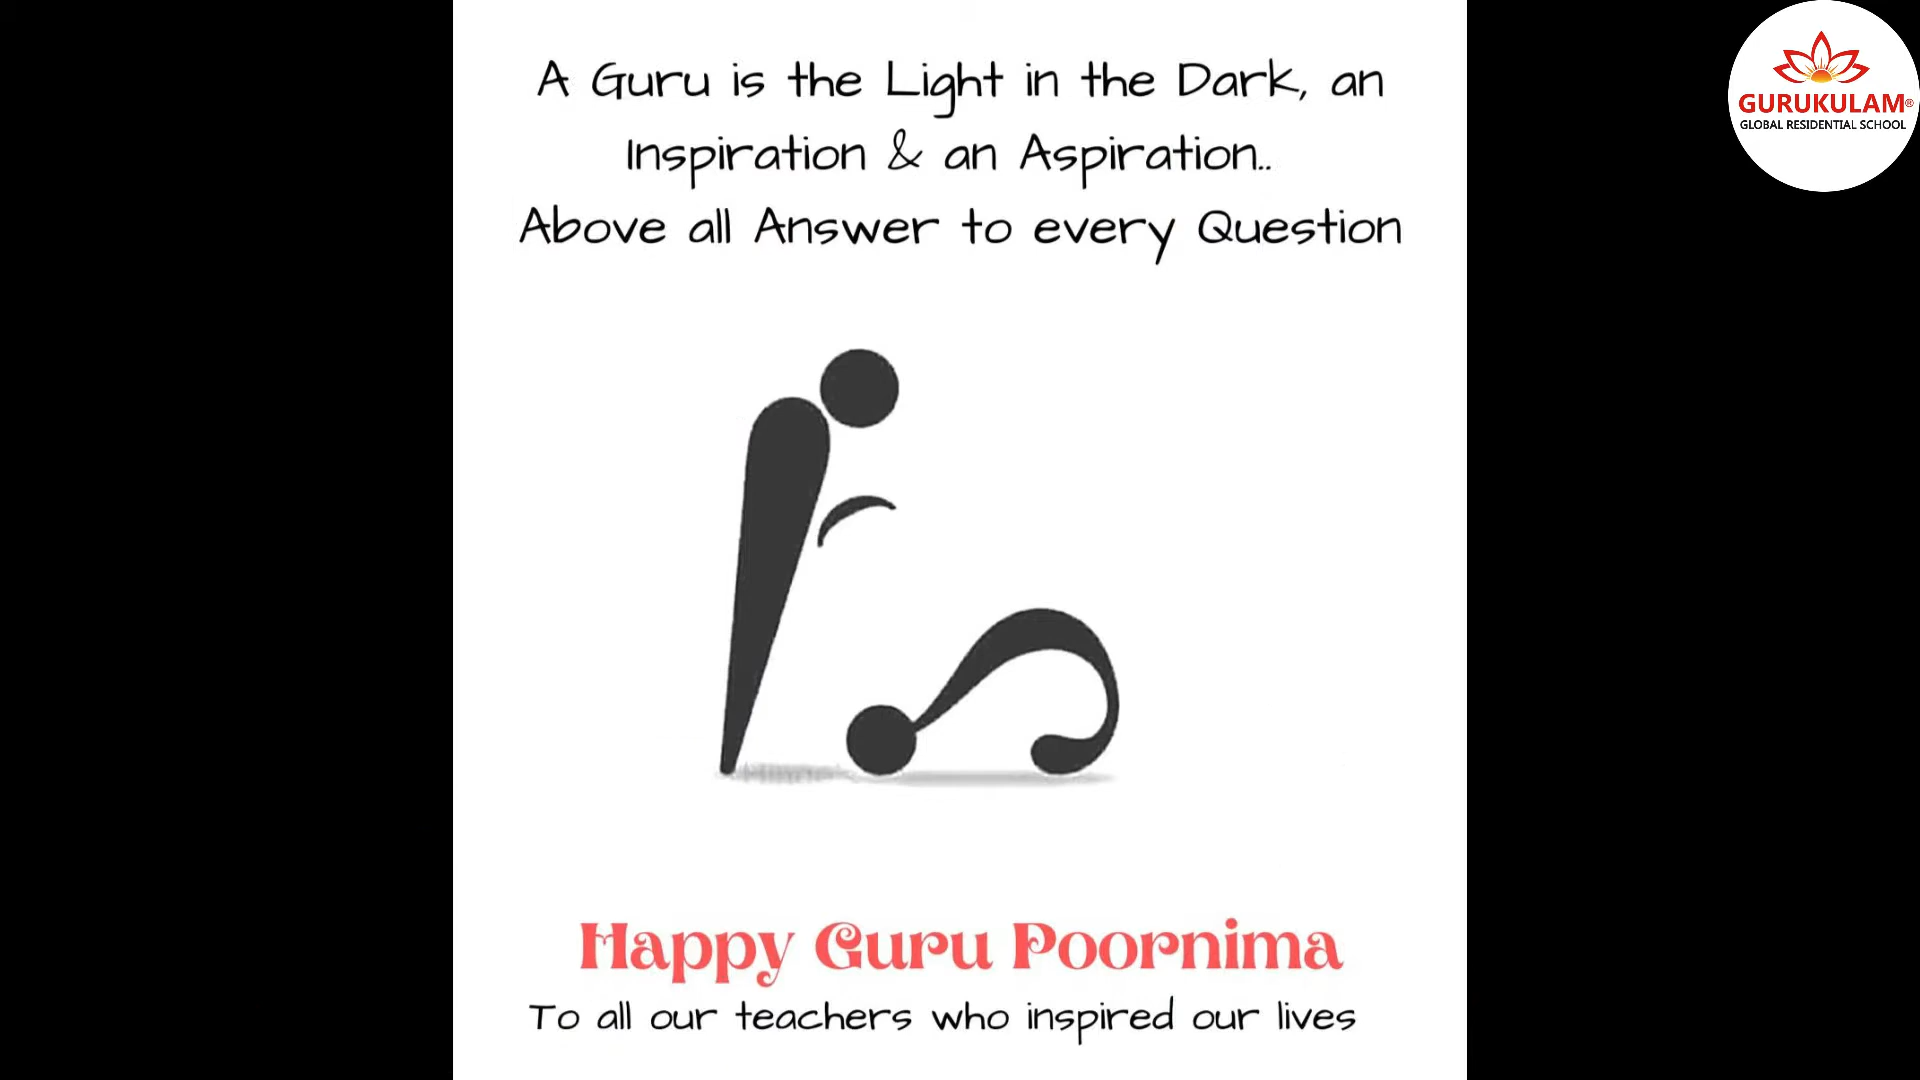 A Guru is the Light in the Dark, an
Inspiration & an Aspiration..
Above all Answer to every Question
Happy Guru Poornima
To all our teachers who inspired our lives
GURUKULAM®
GLOBAL RESIDENTIAL SCHOOL